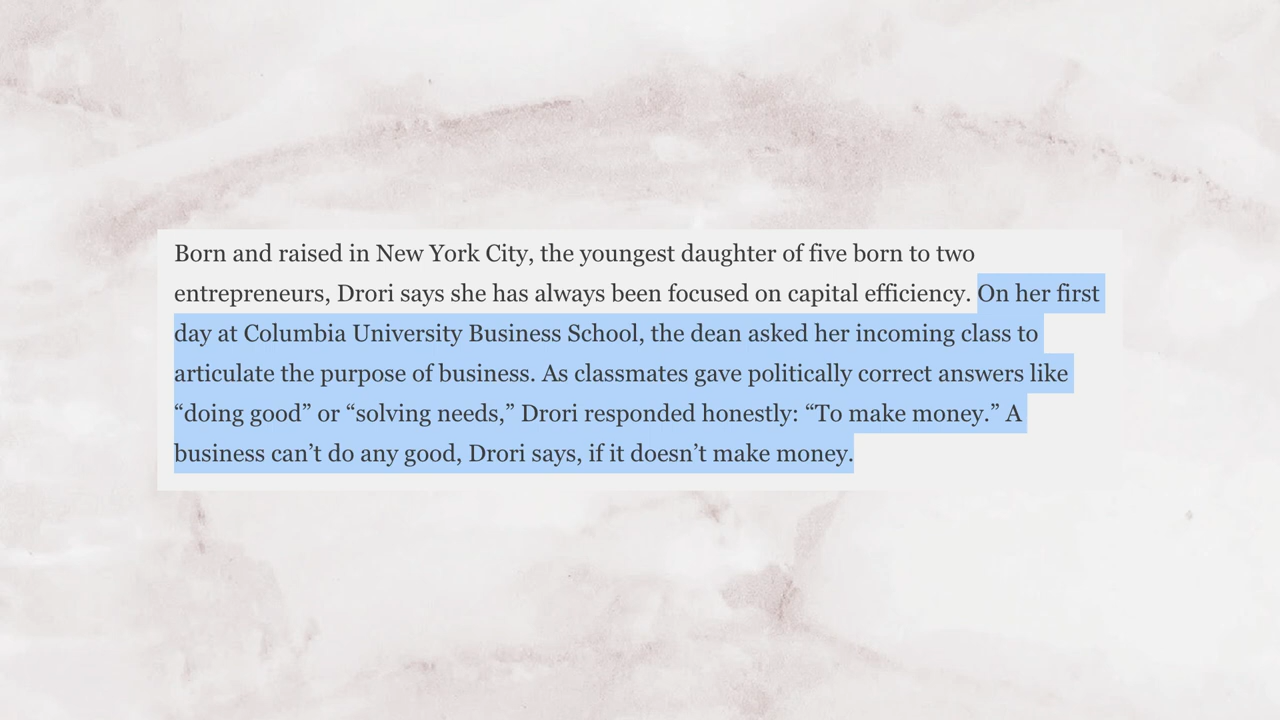 Born and raised in New York City, the youngest daughter of five born to two
entrepreneurs, Drori says she has always been focused on capital efficiency. On her first
day at Columbia University Business School, the dean asked her incoming class to
articulate the purpose of business. As classmates gave politically correct answers like
“doing good” or “solving needs,” Drori responded honestly: “To make money.” A
business can’t do any good, Drori says, if it doesn’t make money.